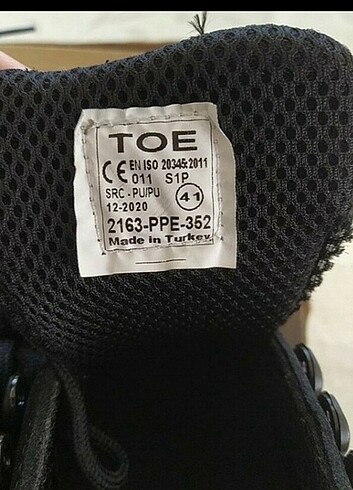 TOE
CE EN ISO 20345:2011
011 S1P
SRC - PU/PU
12-2020
41
2163-PPE-352
Made in Turkey